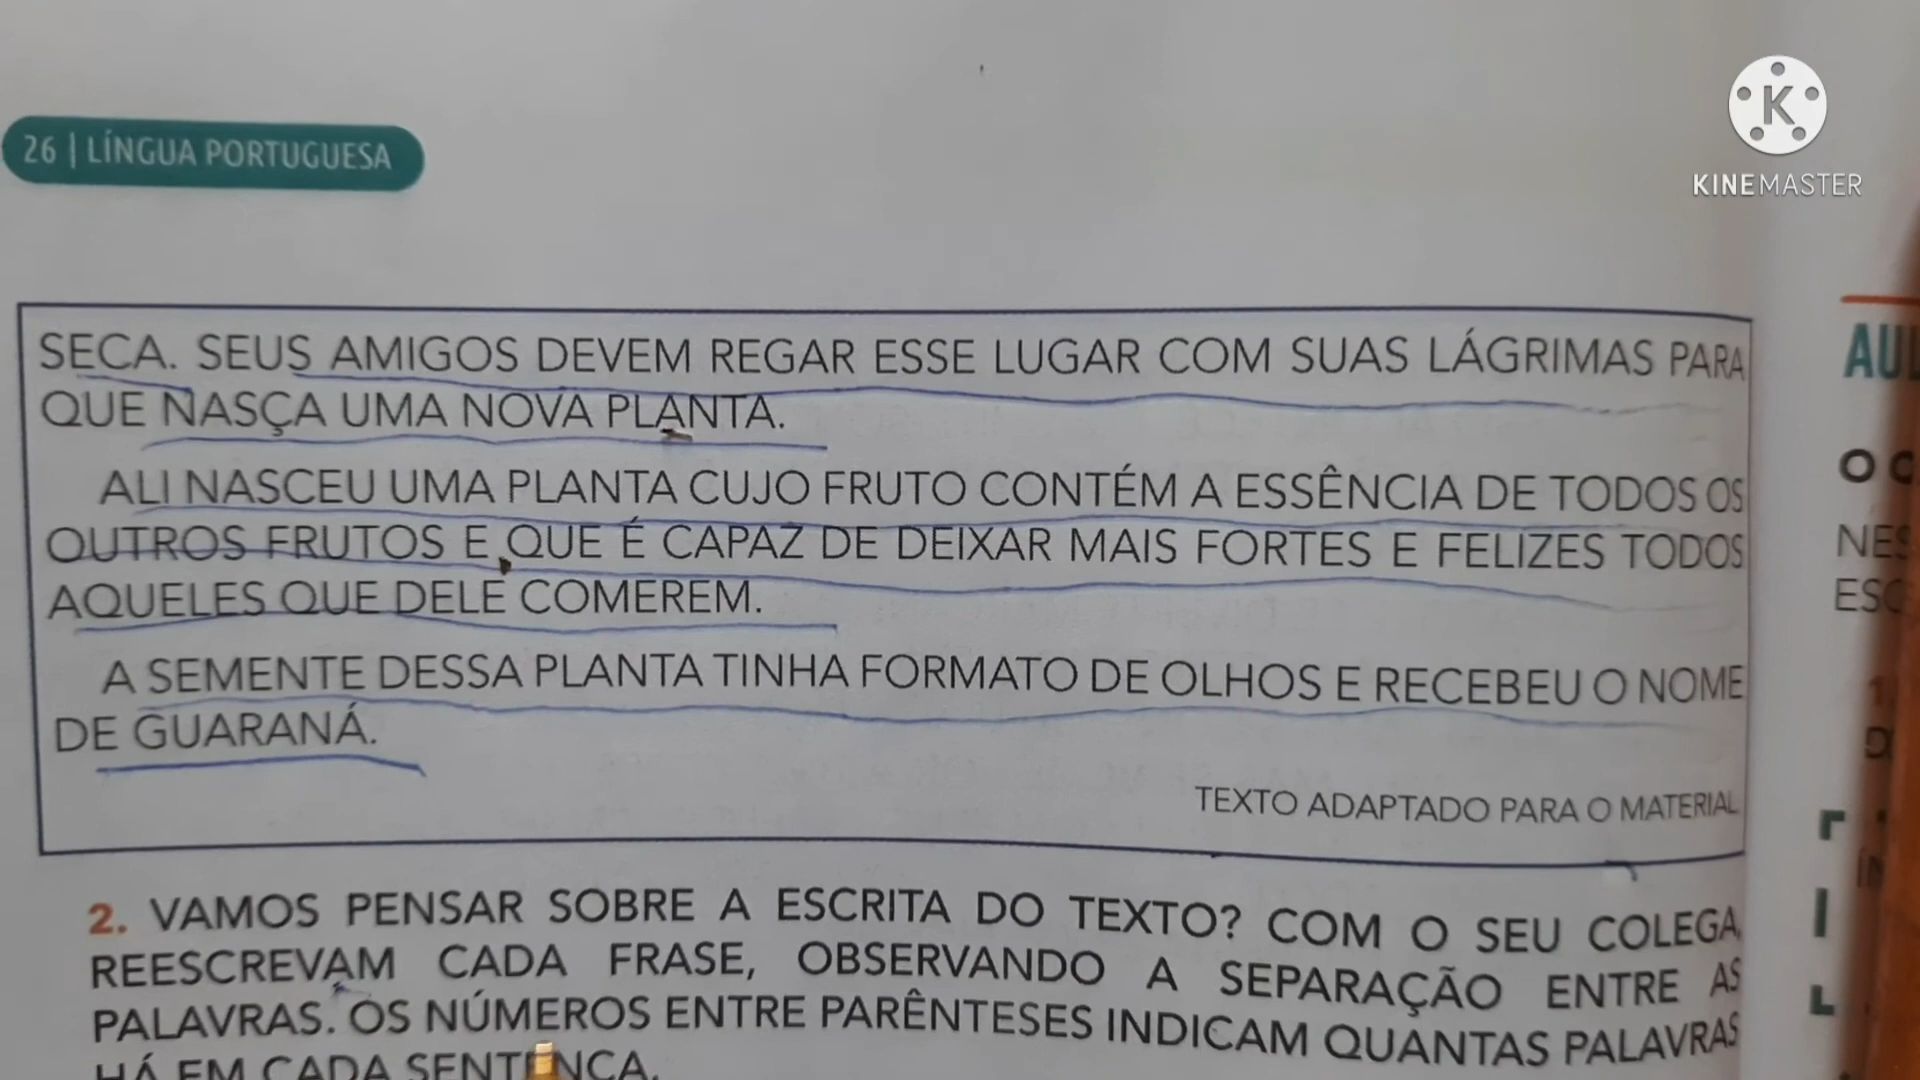 26 | LÍNGUA PORTUGUESA
KINEMASTER
SECA. SEUS AMIGOS DEVEM REGAR ESSE LUGAR COM SUAS LÁGRIMAS PARA
QUE NASÇA UMA NOVA PLANTA.
ALI NASCEU UMA PLANTA CUJO FRUTO CONTÉM A ESSÊNCIA DE TODOS OS
OUTROS FRUTOS E QUE É CAPAZ DE DEIXAR MAIS FORTES E FELIZES TODOS
AQUELES QUE DELE COMEREM.
A SEMENTE DESSA PLANTA TINHA FORMATO DE OLHOS E RECEBEU O NOME
DE GUARANÁ.
TEXTO ADAPTADO PARA O MATERIAL
2. VAMOS PENSAR SOBRE A ESCRITA DO TEXTO? COM O SEU COLEGA,
REESCREVAM CADA FRASE, OBSERVANDO A SEPARAÇÃO ENTRE AS
PALAVRAS. OS NÚMEROS ENTRE PARÊNTESES INDICAM QUANTAS PALAVRAS
HÁ EM CADA SENTENÇA.